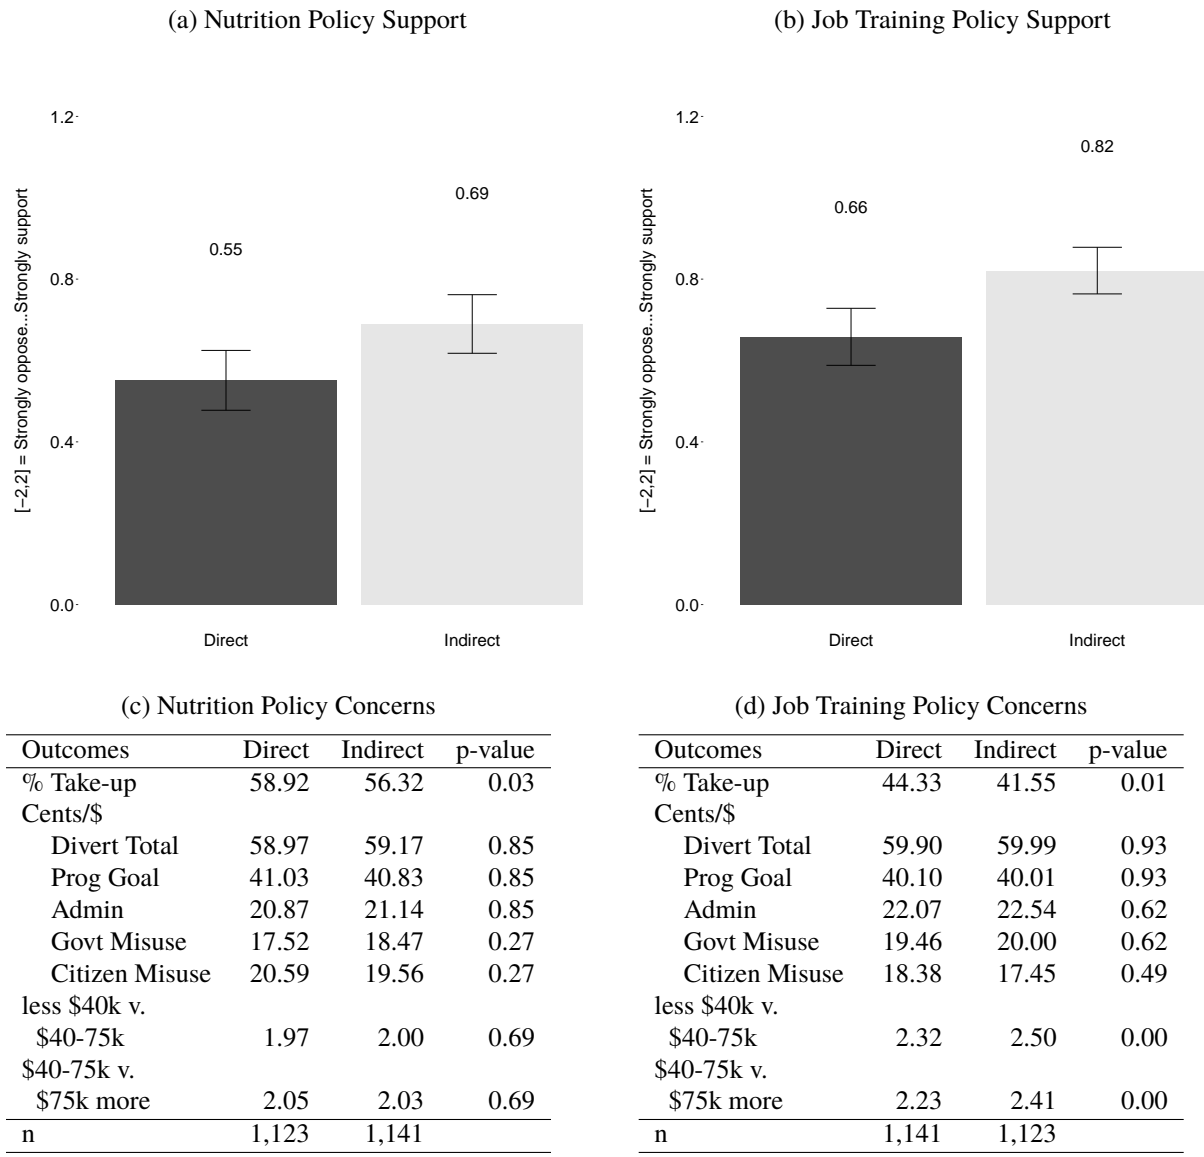 (a) Nutrition Policy Support
[−2,2] = Strongly oppose...Strongly support
1.2
0.8
0.4
0.0
0.55
0.69
Direct
Indirect
(b) Job Training Policy Support
[−2,2] = Strongly oppose...Strongly support
1.2
0.8
0.4
0.0
0.66
0.82
Direct
Indirect
(c) Nutrition Policy Concerns
Outcomes Direct Indirect p-value
% Take-up 58.92 56.32 0.03
Cents/$
Divert Total 58.97 59.17 0.85
Prog Goal 41.03 40.83 0.85
Admin 20.87 21.14 0.85
Govt Misuse 17.52 18.47 0.27
Citizen Misuse 20.59 19.56 0.27
less $40k v.
$40-75k 1.97 2.00 0.69
$40-75k v.
$75k more 2.05 2.03 0.69
n 1,123 1,141
(d) Job Training Policy Concerns
Outcomes Direct Indirect p-value
% Take-up 44.33 41.55 0.01
Cents/$
Divert Total 59.90 59.99 0.93
Prog Goal 40.10 40.01 0.93
Admin 22.07 22.54 0.62
Govt Misuse 19.46 20.00 0.62
Citizen Misuse 18.38 17.45 0.49
less $40k v.
$40-75k 2.32 2.50 0.00
$40-75k v.
$75k more 2.23 2.41 0.00
n 1,141 1,123